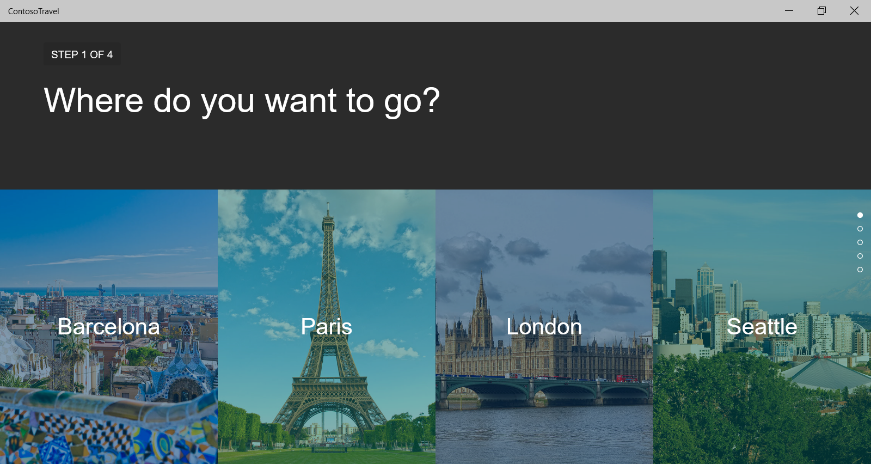 ContosoTravel
STEP 1 OF 4
Where do you want to go?
Barcelona
Paris
London
Seattle